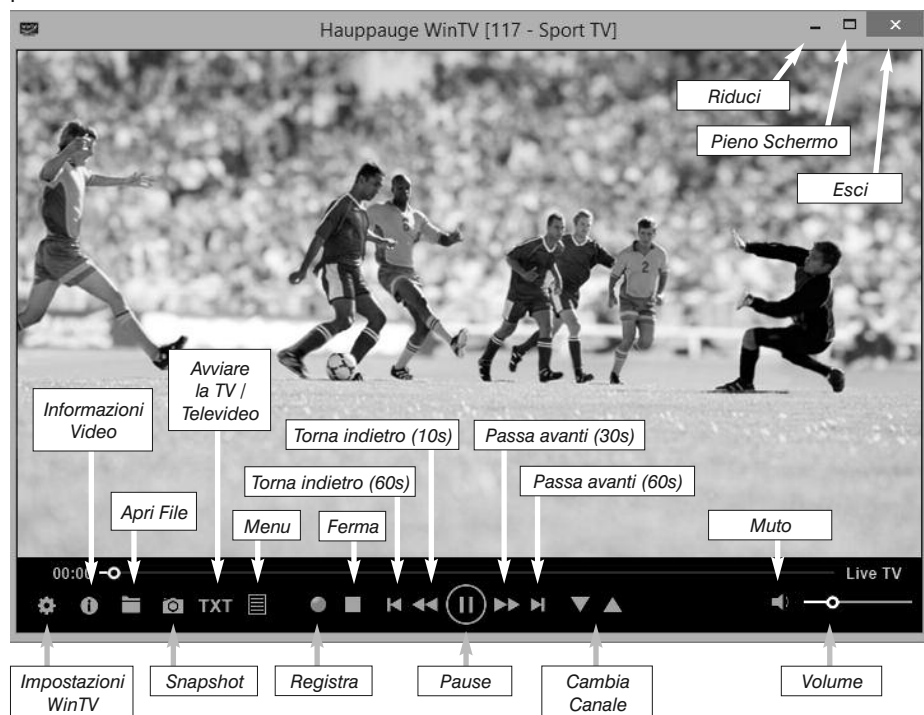 Hauppauge WinTV [117 - Sport TV]
Riduci
Pieno Schermo
Esci
2
Avviare
la TV /
Televideo
Informazioni
Video
Torna indietro (10s)
Passa avanti (30s)
Torna indietro (60s)
Passa avanti (60s)
Apri File
Menu
Ferma
Muto
00:00
Live TV
TXT
Impostazioni
WinTV
Snapshot
Registra
Pause
Cambia
Canale
Volume